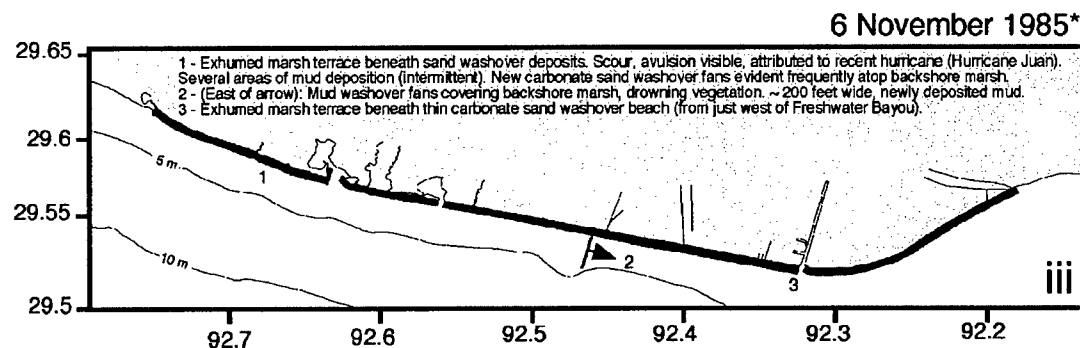 6 November 1985*
29.65
1 - Exhumed marsh terrace beneath sand washover deposits. Scour, avulsion visible, attributed to recent hurricane (Hurricane Juan).
Several areas of mud deposition (intermittent). New carbonate sand washover fans evident frequently atop backshore marsh.
2 - (East of arrow): Mud washover fans covering backshore marsh, drowning vegetation. ~ 200 feet wide, newly deposited mud.
3 - Exhumed marsh terrace beneath thin carbonate sand washover beach (from just west of Freshwater Bayou).
29.6
5 m.
1
29.55
10 m
2
3
iii
29.5
92.7 92.6 92.5 92.4 92.3 92.2